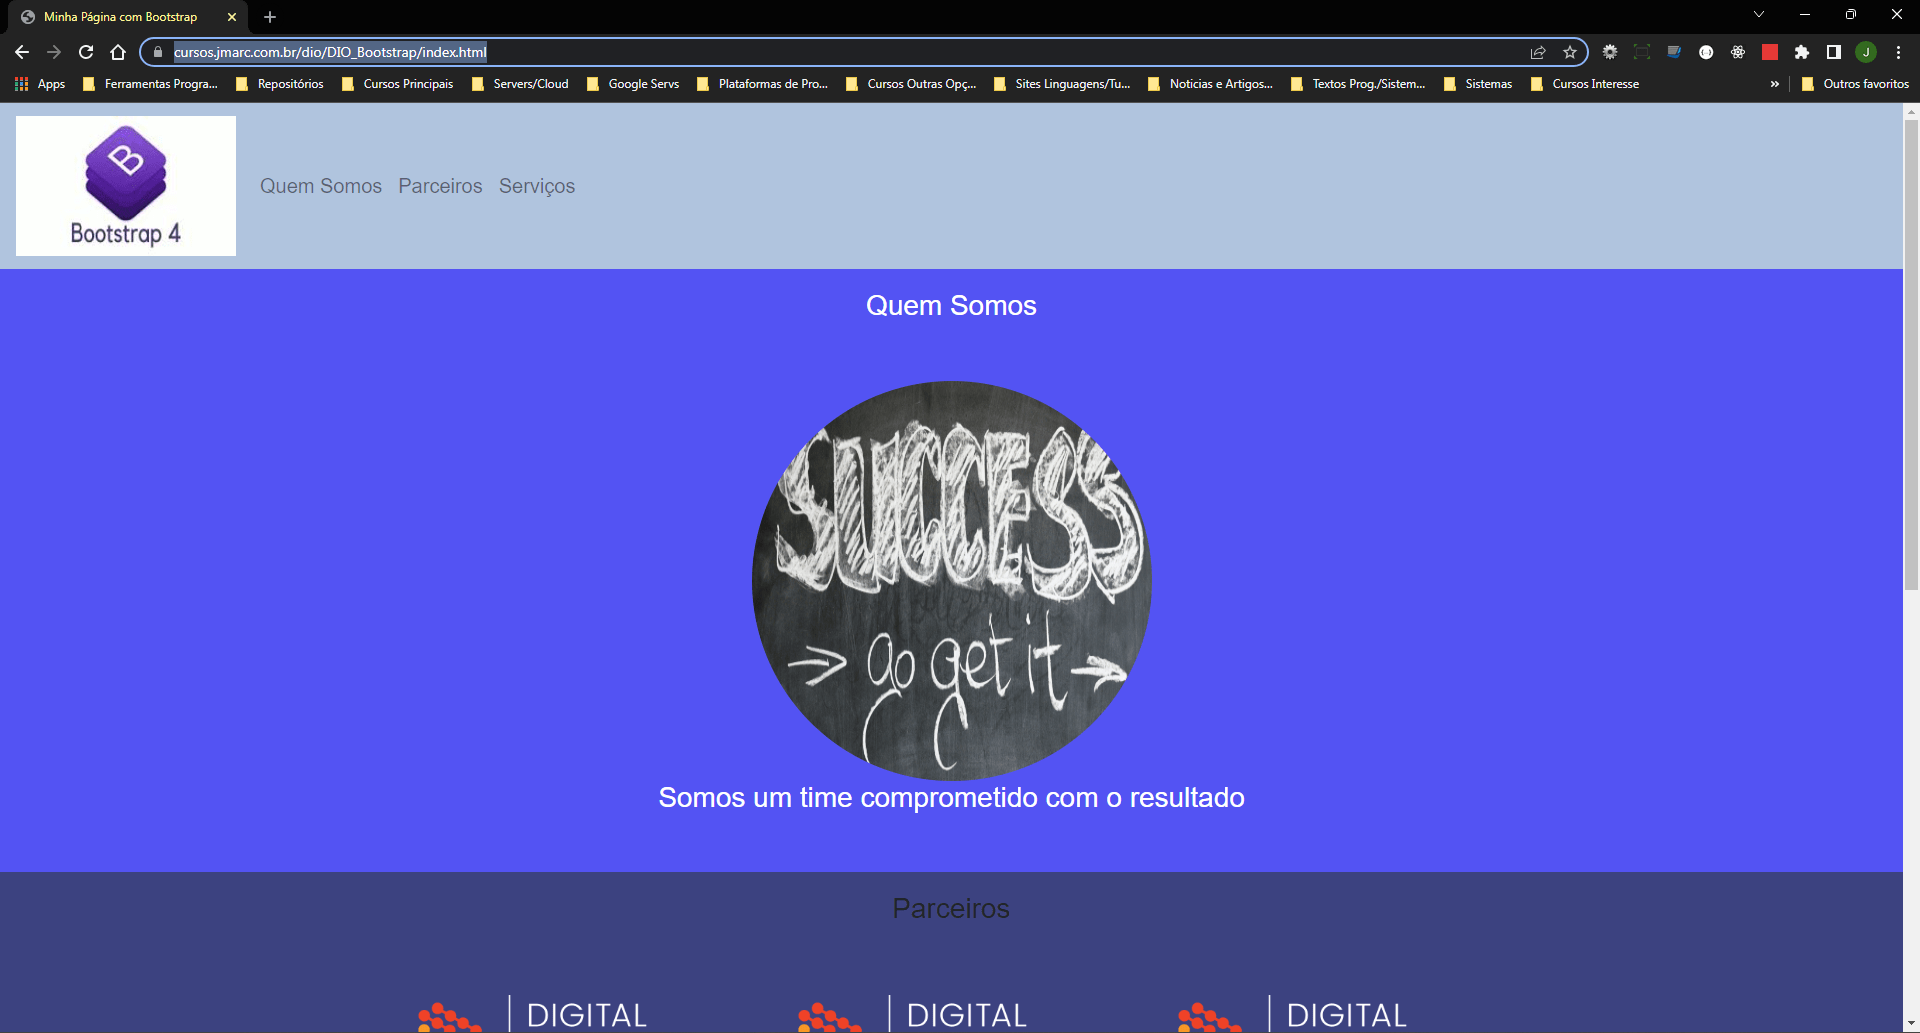 Minha Página com Bootstrap
cursos.jmarc.com.br/dio/DIO_Bootstrap/index.html
J
Apps Ferramentas Progra... Repositórios Cursos Principais Servers/Cloud Google Servs Plataformas de Pro... Cursos Outras Opç... Sites Linguagens/Tu... Noticias e Artigos... Textos Prog./Sistem... Sistemas Cursos Interesse » Outros favoritos
B
Bootstrap 4
Quem Somos Parceiros Serviços
Quem Somos
SUCCESS
→ go get it →
Somos um time comprometido com o resultado
Parceiros
DIGITAL DIGITAL DIGITAL